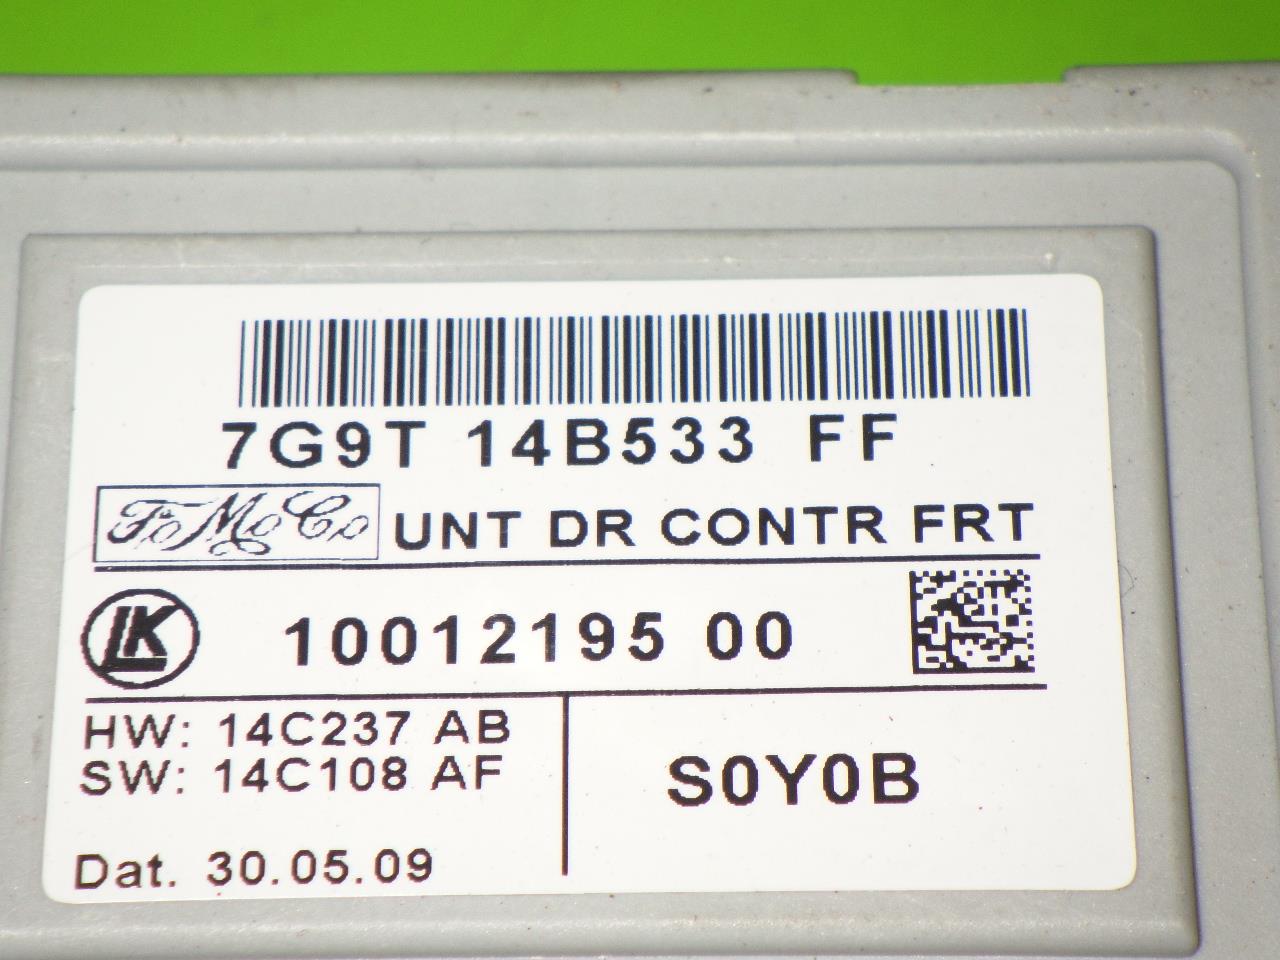 7G9T 14B533 FF
FoMoCo UNT DR CONTR FRT
LK 10012195 00
HW: 14C237 AB
SW: 14C108 AF
S0Y0B
Dat. 30.05.09